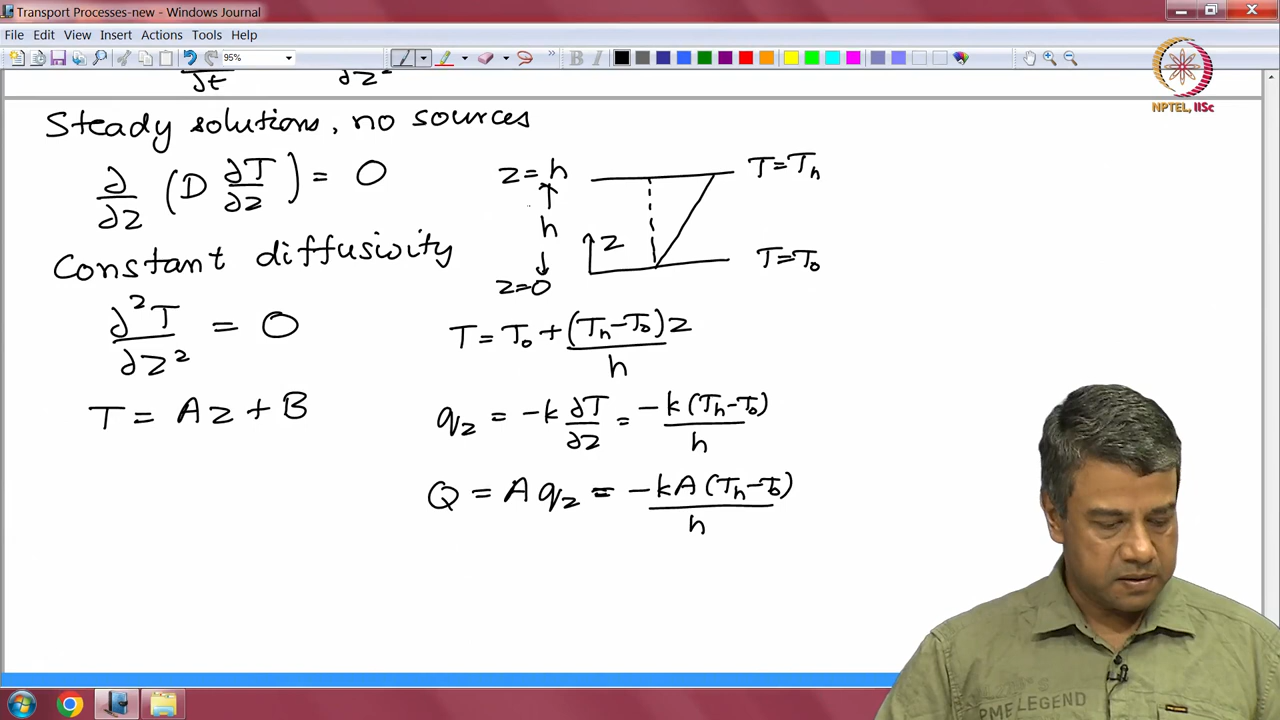 Transport Processes-new - Windows Journal
File Edit View Insert Actions Tools Help
95%
∂t ∂z²
NPTEL, IISc
Steady solutions, no sources
∂/∂z (D ∂T/∂z) = 0
z=h
T=Th
h
z
z=0
T=T0
Constant diffusivity
∂²T/∂z² = 0
T = T0 + (Th-T0)z/h
T = Az + B
qz = -k ∂T/∂z = -k(Th-T0)/h
Q = A qz = -kA(Th-T0)/h
PMELEGEND